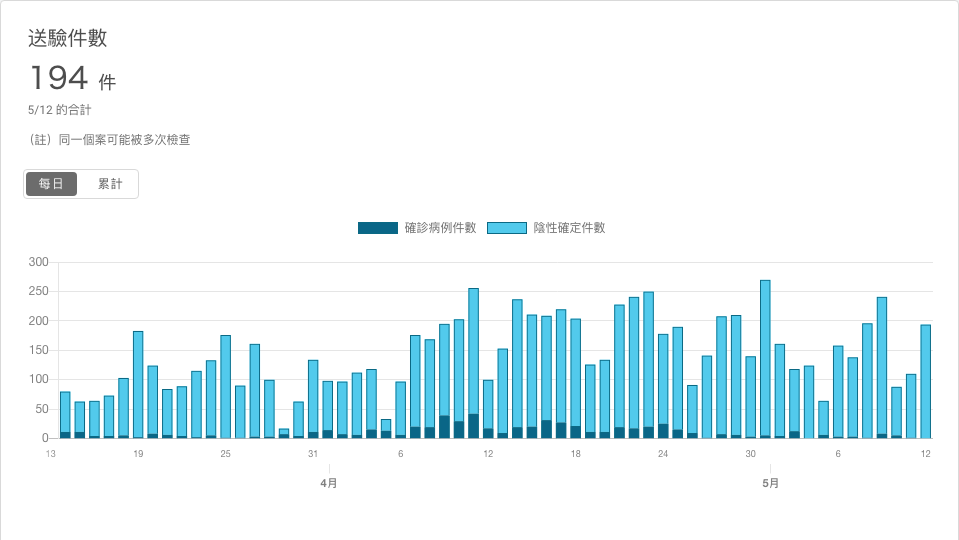 送驗件數
194 件
5/12 的合計
（註）同一個案可能被多次檢查
每日 累計
確診病例件數 陰性確定件數
300
250
200
150
100
50
0
13 19 25 31 6 12 18 24 30 6 12
4月 5月